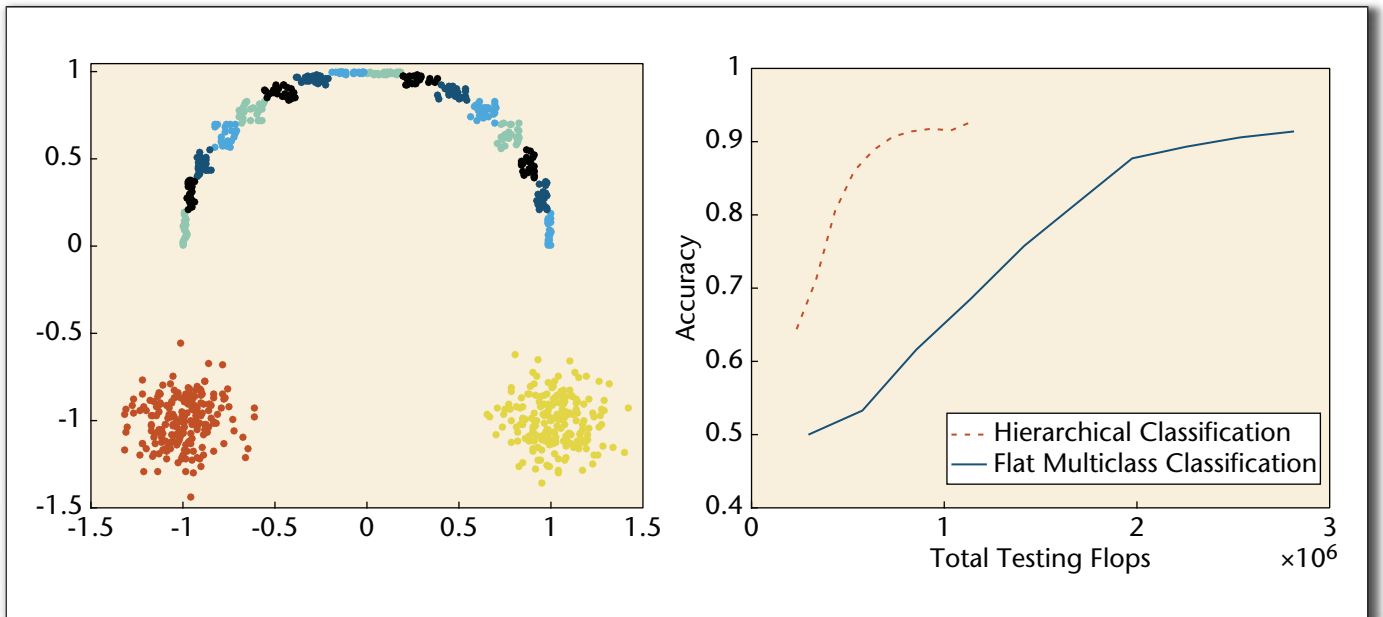 1
0.5
0
-0.5
-1
-1.5
-1.5 -1 -0.5 0 0.5 1 1.5
1
0.9
0.8
0.7
0.6
0.5
0.4
Accuracy
Hierarchical Classification
Flat Multiclass Classification
0 1 2 3
Total Testing Flops
×10⁶